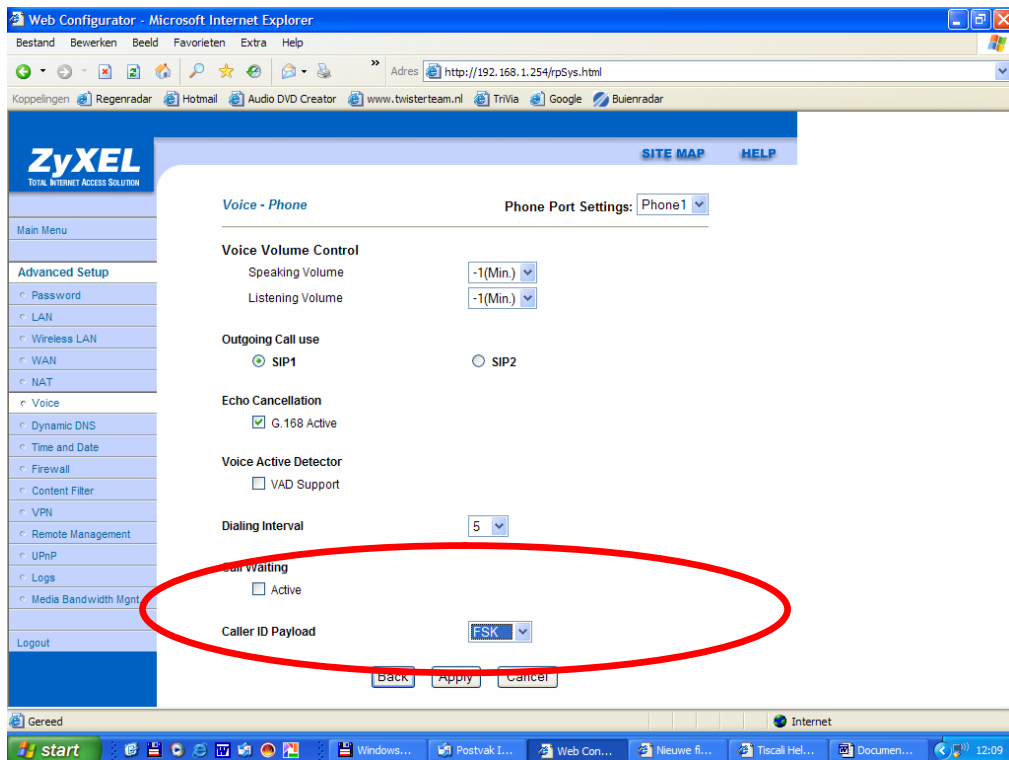 Web Configurator - Microsoft Internet Explorer
Bestand Bewerken Beeld Favorieten Extra Help
» Adres http://192.168.1.254/rpSys.html
Koppelingen Regenradar Hotmail Audio DVD Creator www.twisterteam.nl TriVia Google Buienradar
ZyXEL
TOTAL INTERNET ACCESS SOLUTION
SITE MAP HELP
Main Menu
Advanced Setup
Password
LAN
Wireless LAN
WAN
NAT
Voice
Dynamic DNS
Time and Date
Firewall
Content Filter
VPN
Remote Management
UPnP
Logs
Media Bandwidth Mgnt
Logout
Voice - Phone Phone Port Settings: Phone1
Voice Volume Control
Speaking Volume -1(Min.)
Listening Volume -1(Min.)
Outgoing Call use
SIP1 SIP2
Echo Cancellation
G.168 Active
Voice Active Detector
VAD Support
Dialing Interval 5
Call Waiting
Active
Caller ID Payload FSK
Back Apply Cancel
Gereed Internet
start Windows... Postvak I... Web Con... Nieuwe fi... Tiscali Hel... Documen... 12:09